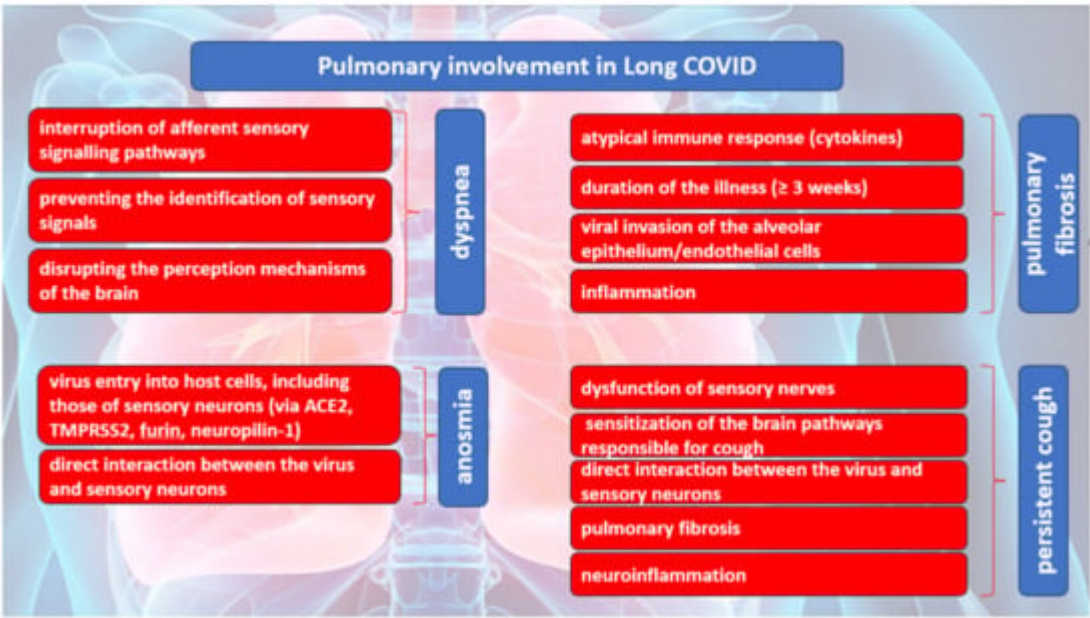 Pulmonary involvement in Long COVID
interruption of afferent sensory
signalling pathways
preventing the identification of sensory
signals
disrupting the perception mechanisms
of the brain
dyspnea
atypical immune response (cytokines)
duration of the illness (≥ 3 weeks)
viral invasion of the alveolar
epithelium/endothelial cells
inflammation
pulmonary
fibrosis
virus entry into host cells, including
those of sensory neurons (via ACE2,
TMPRSS2, furin, neuropilin-1)
direct interaction between the virus
and sensory neurons
anosmia
dysfunction of sensory nerves
sensitization of the brain pathways
responsible for cough
direct interaction between the virus and
sensory neurons
pulmonary fibrosis
neuroinflammation
persistent cough